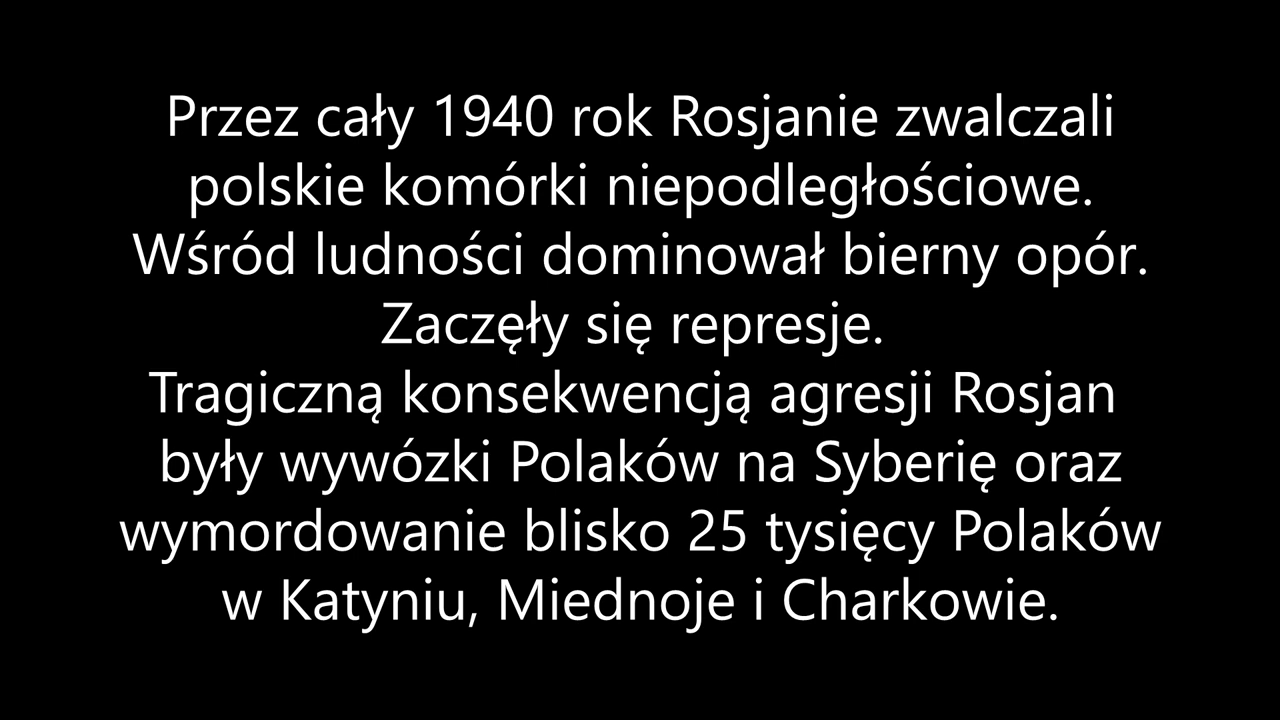 Przez cały 1940 rok Rosjanie zwalczali
polskie komórki niepodległościowe.
Wśród ludności dominował bierny opór.
Zaczęły się represje.
Tragiczną konsekwencją agresji Rosjan
były wywózki Polaków na Syberię oraz
wymordowanie blisko 25 tysięcy Polaków
w Katyniu, Miednoje i Charkowie.